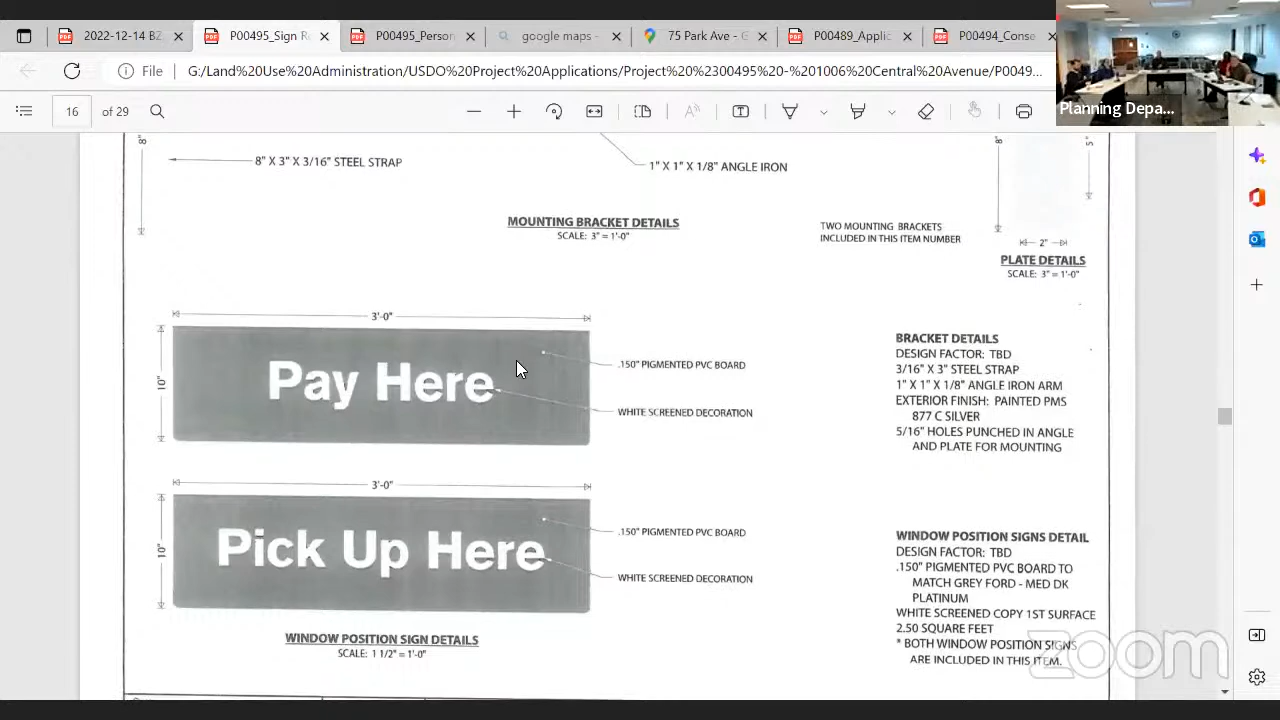 2022-12-14 BZ
P00495_Sign Re
P00495_Person
google maps -
75 Park Ave - G
P00489_Applic
P00494_Conse
File
G:/Land%20Use%20Administration/USDO%20Project%20Applications/Project%20%2300495%20-%201006%20Central%20Avenue/P0049...
16 of 29
Planning Depa...
8"
8" X 3" X 3/16" STEEL STRAP
1" X 1" X 1/8" ANGLE IRON
8"
5"
MOUNTING BRACKET DETAILS
SCALE: 3" = 1'-0"
TWO MOUNTING BRACKETS
INCLUDED IN THIS ITEM NUMBER
2"
PLATE DETAILS
SCALE: 3" = 1'-0"
3'-0"
10"
Pay Here
.150" PIGMENTED PVC BOARD
WHITE SCREENED DECORATION
3'-0"
10"
Pick Up Here
.150" PIGMENTED PVC BOARD
WHITE SCREENED DECORATION
WINDOW POSITION SIGN DETAILS
SCALE: 1 1/2" = 1'-0"
BRACKET DETAILS
DESIGN FACTOR: TBD
3/16" X 3" STEEL STRAP
1" X 1" X 1/8" ANGLE IRON ARM
EXTERIOR FINISH: PAINTED PMS
877 C SILVER
5/16" HOLES PUNCHED IN ANGLE
AND PLATE FOR MOUNTING
WINDOW POSITION SIGNS DETAIL
DESIGN FACTOR: TBD
.150" PIGMENTED PVC BOARD TO
MATCH GREY FORD - MED DK
PLATINUM
WHITE SCREENED COPY 1ST SURFACE
2.50 SQUARE FEET
* BOTH WINDOW POSITION SIGNS
ARE INCLUDED IN THIS ITEM.
zoom